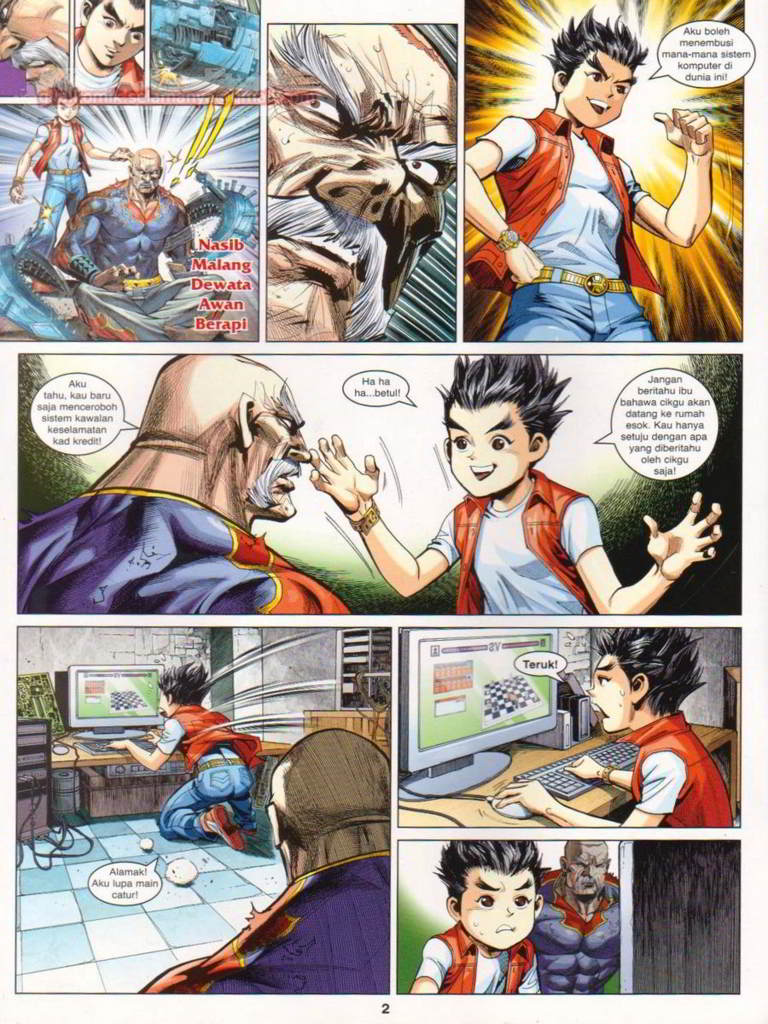 Nasib
Malang
Dewata
Awan
Berapi
Aku boleh
menembusi
mana-mana sistem
komputer di
dunia ini!
Aku
tahu, kau baru
saja menceroboh
sistem kawalan
keselamatan
kad kredit!
Ha ha
ha...betul!
Jangan
beritahu ibu
bahawa cikgu akan
datang ke rumah
esok. Kau hanya
setuju dengan apa
yang diberitahu
oleh cikgu
saja!
Alamak!
Aku lupa main
catur!
VS
Teruk!
2